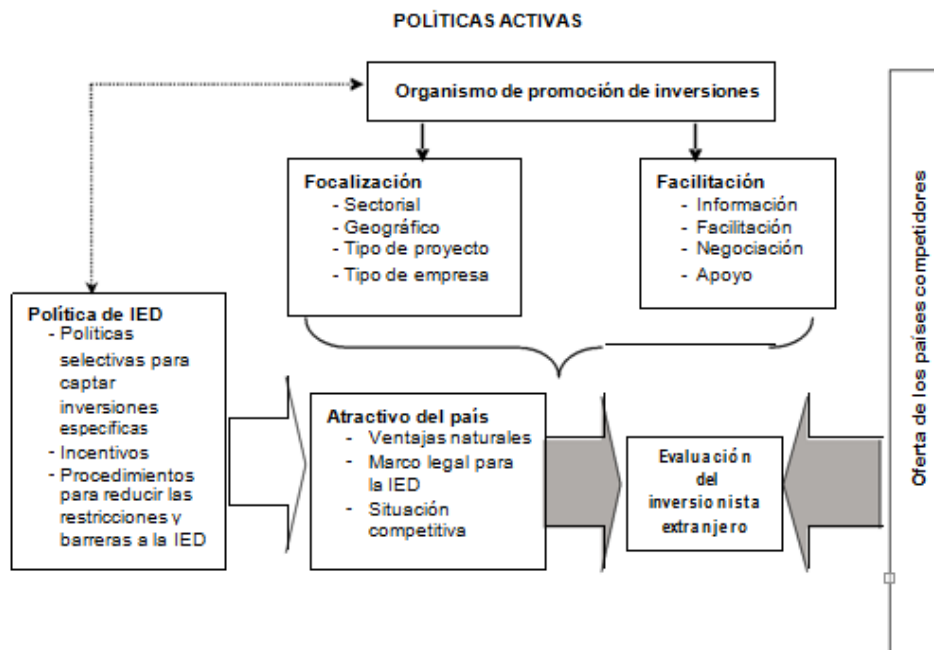 POLÍTICAS ACTIVAS
Organismo de promoción de inversiones
Focalización
- Sectorial
- Geográfico
- Tipo de proyecto
- Tipo de empresa
Facilitación
- Información
- Facilitación
- Negociación
- Apoyo
Política de IED
- Políticas
selectivas para
captar
inversiones
específicas
- Incentivos
- Procedimientos
para reducir las
restricciones y
barreras a la IED
Atractivo del país
- Ventajas naturales
- Marco legal para
la IED
- Situación
competitiva
Evaluación
del
inversionista
extranjero
Oferta de los países competidores